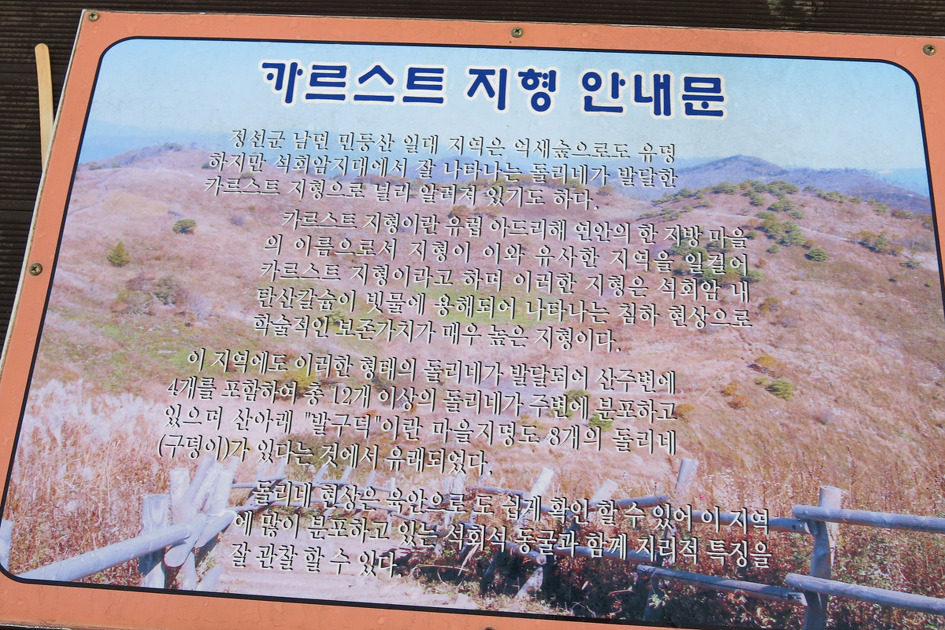 카르스트 지형 안내문
정선군 남면 민둥산 일대 지역은 억새숲으로도 유명
하지만 석회암지대에서 잘 나타나는 돌리네가 발달한
카르스트 지형으로 널리 알려져 있기도 하다.
카르스트 지형이란 유럽 아드리해 연안의 한 지방 마을
의 이름으로서 지형이 이와 유사한 지역을 일컬어
카르스트 지형이라고 하며 이러한 지형은 석회암 내
탄산칼슘이 빗물에 용해되어 나타나는 침하 현상으로
학술적인 보존가치가 매우 높은 지형이다.
이 지역에도 이러한 형태의 돌리네가 발달되어 산주변에
4개를 포함하여 총 12개 이상의 돌리네가 주변에 분포하고
있으며 산아래 "발구덕"이란 마을지명도 8개의 돌리네
(구덩이)가 있다는 것에서 유래되었다.
돌리네 현상은 육안으로 도 쉽게 확인 할 수 있어 이 지역
에 많이 분포하고 있는 석회석 동굴과 함께 지리적 특징을
잘 관찰 할 수 있다.